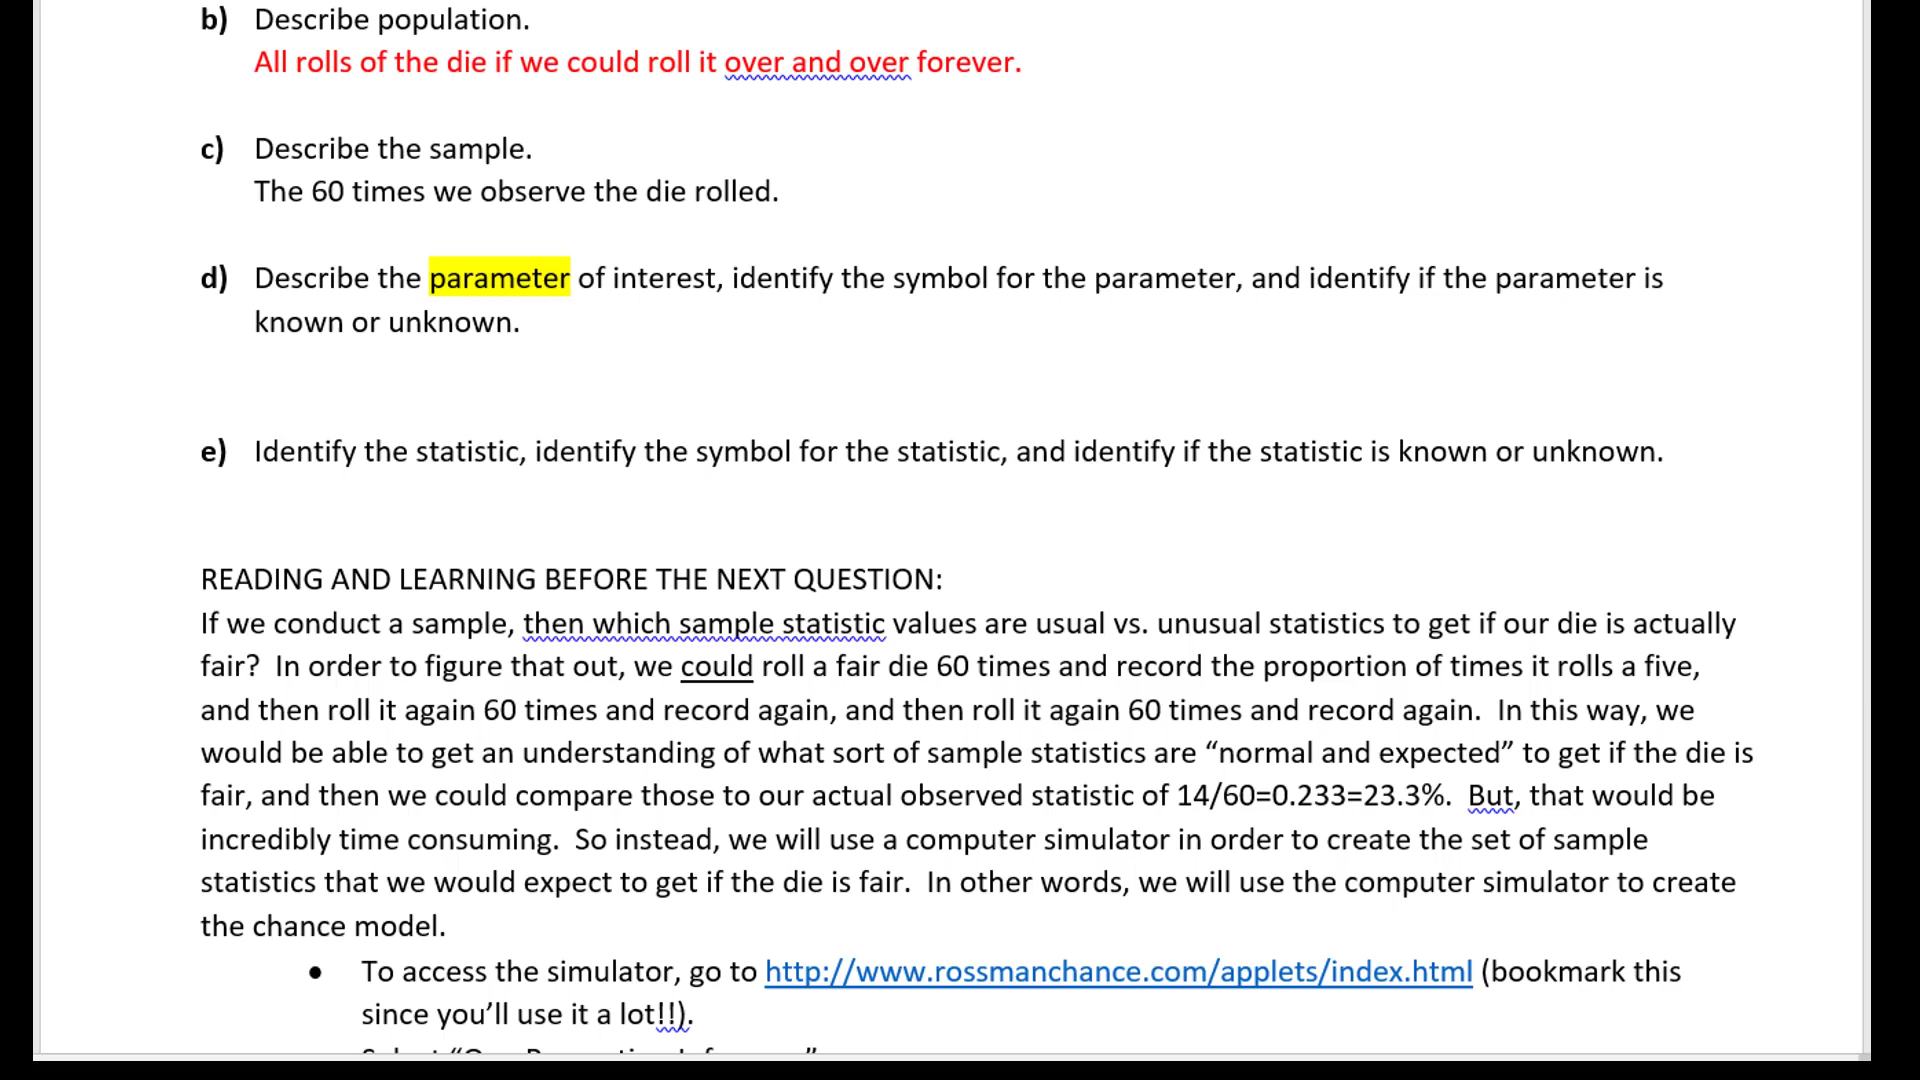 b) Describe population.
All rolls of the die if we could roll it over and over forever.
c) Describe the sample.
The 60 times we observe the die rolled.
d) Describe the parameter of interest, identify the symbol for the parameter, and identify if the parameter is
known or unknown.
e) Identify the statistic, identify the symbol for the statistic, and identify if the statistic is known or unknown.
READING AND LEARNING BEFORE THE NEXT QUESTION:
If we conduct a sample, then which sample statistic values are usual vs. unusual statistics to get if our die is actually
fair? In order to figure that out, we could roll a fair die 60 times and record the proportion of times it rolls a five,
and then roll it again 60 times and record again, and then roll it again 60 times and record again. In this way, we
would be able to get an understanding of what sort of sample statistics are “normal and expected” to get if the die is
fair, and then we could compare those to our actual observed statistic of 14/60=0.233=23.3%. But, that would be
incredibly time consuming. So instead, we will use a computer simulator in order to create the set of sample
statistics that we would expect to get if the die is fair. In other words, we will use the computer simulator to create
the chance model.
• To access the simulator, go to http://www.rossmanchance.com/applets/index.html (bookmark this
since you’ll use it a lot!!).